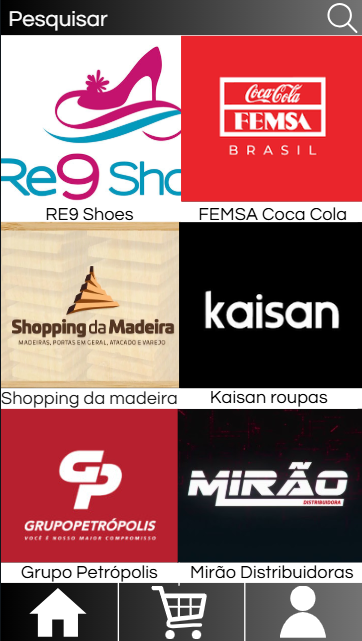 Pesquisar
Re9 Sho
Coca-Cola
FEMSA
BRASIL
RE9 Shoes
FEMSA Coca Cola
Shopping da Madeira
MADEIRAS, PORTAS EM GERAL, ATACADO E VAREJO
kaisan
Shopping da madeira
Kaisan roupas
GP
GRUPOPETRÓPOLIS
VOCÊ É NOSSO MAIOR COMPROMISSO
MIRÃO
DISTRIBUIDORA
Grupo Petrópolis
Mirão Distribuidoras